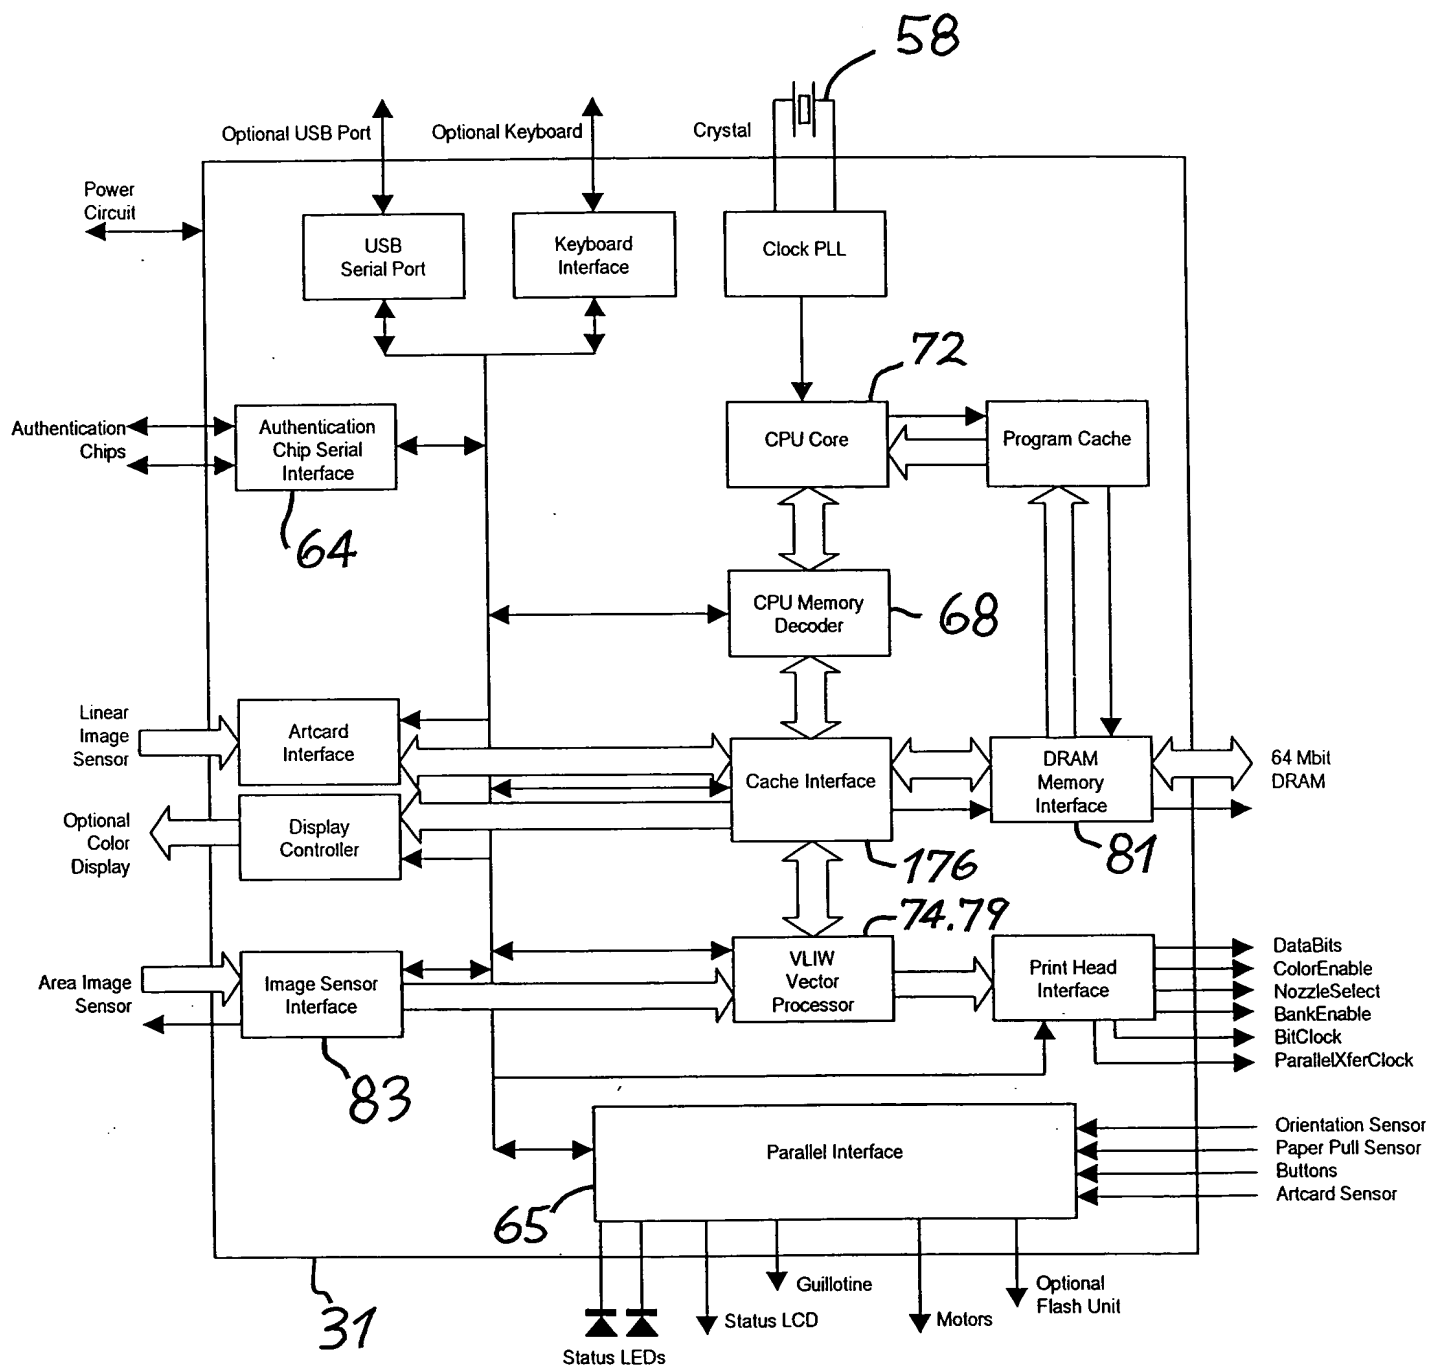 58
Optional USB Port
Optional Keyboard
Crystal
Power
Circuit
USB
Serial Port
Keyboard
Interface
Clock PLL
72
Authentication
Chips
Authentication
Chip Serial
Interface
CPU Core
Program Cache
64
CPU Memory
Decoder
68
Linear
Image
Sensor
Artcard
Interface
Cache Interface
DRAM
Memory
Interface
64 Mbit
DRAM
Optional
Color
Display
Display
Controller
176
81
74.79
Area Image
Sensor
Image Sensor
Interface
VLIW
Vector
Processor
Print Head
Interface
DataBits
ColorEnable
NozzleSelect
BankEnable
BitClock
ParallelXferClock
83
Parallel Interface
Orientation Sensor
Paper Pull Sensor
Buttons
Artcard Sensor
65
31
Status LEDs
Status LCD
Guillotine
Motors
Optional
Flash Unit